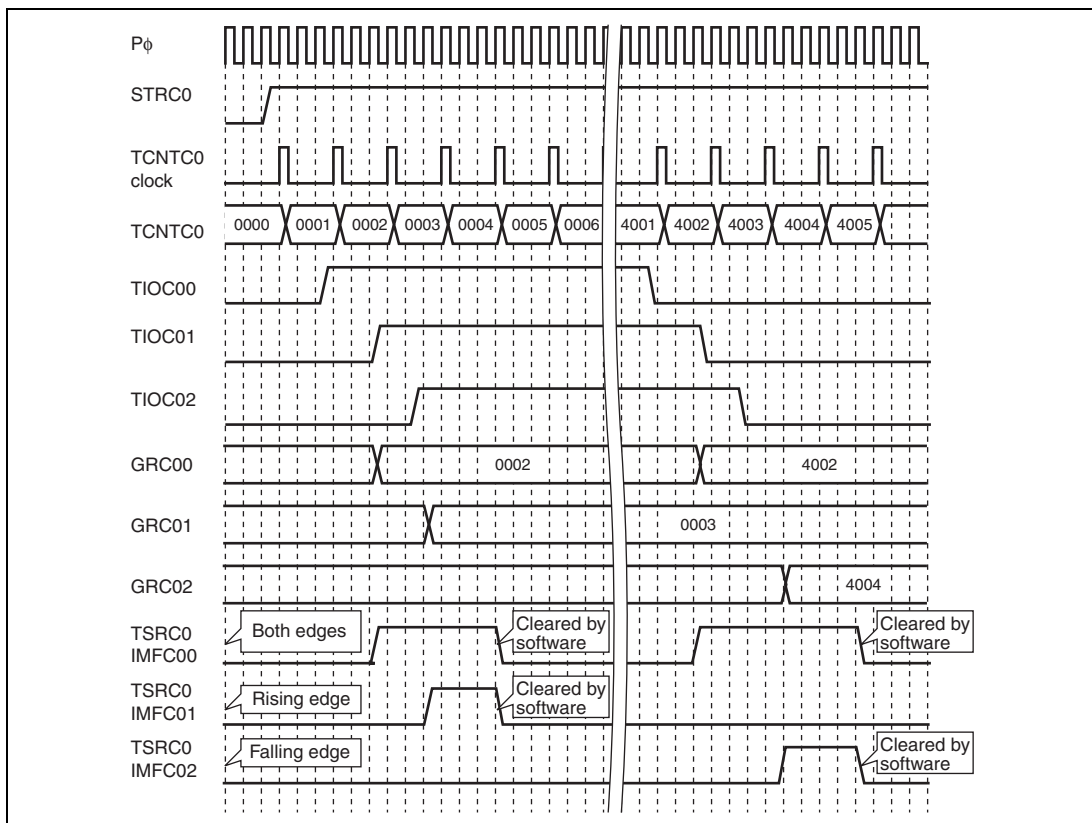 Pϕ
STRC0
TCNTC0
clock
TCNTC0
0000 0001 0002 0003 0004 0005 0006 4001 4002 4003 4004 4005
TIOC00
TIOC01
TIOC02
GRC00
0002 4002
GRC01
0003
GRC02
4004
TSRC0
IMFC00
Both edges
Cleared by
software
Cleared by
software
TSRC0
IMFC01
Rising edge
Cleared by
software
TSRC0
IMFC02
Falling edge
Cleared by
software